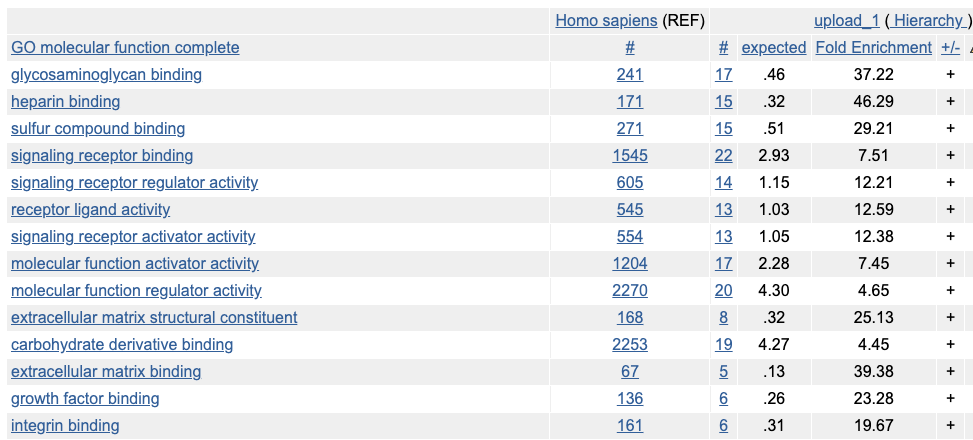 Homo sapiens (REF) upload_1 ( Hierarchy )
GO molecular function complete # # expected Fold Enrichment +/-
glycosaminoglycan binding 241 17 .46 37.22 +
heparin binding 171 15 .32 46.29 +
sulfur compound binding 271 15 .51 29.21 +
signaling receptor binding 1545 22 2.93 7.51 +
signaling receptor regulator activity 605 14 1.15 12.21 +
receptor ligand activity 545 13 1.03 12.59 +
signaling receptor activator activity 554 13 1.05 12.38 +
molecular function activator activity 1204 17 2.28 7.45 +
molecular function regulator activity 2270 20 4.30 4.65 +
extracellular matrix structural constituent 168 8 .32 25.13 +
carbohydrate derivative binding 2253 19 4.27 4.45 +
extracellular matrix binding 67 5 .13 39.38 +
growth factor binding 136 6 .26 23.28 +
integrin binding 161 6 .31 19.67 +